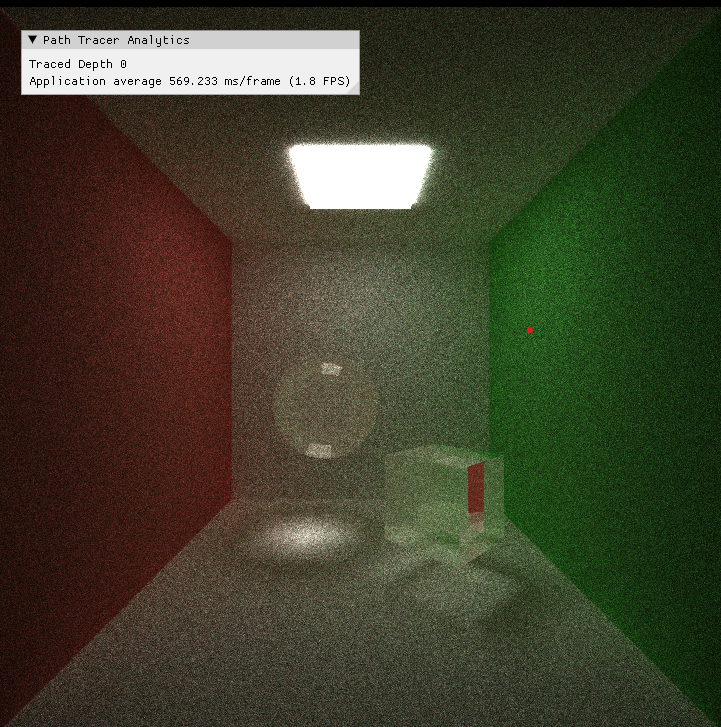 Path Tracer Analytics
Traced Depth 0
Application average 569.233 ms/frame (1.8 FPS)